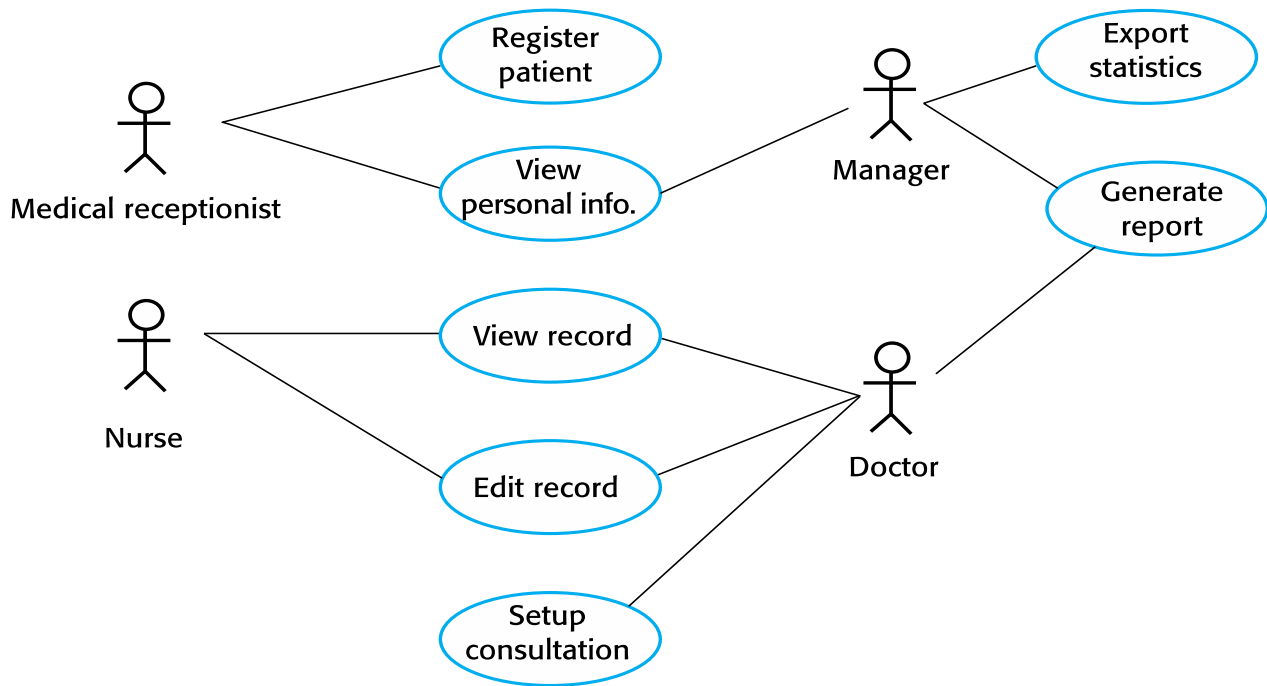 Register
patient
Export
statistics
Medical receptionist
View
personal info.
Manager
Generate
report
Nurse
View record
Doctor
Edit record
Setup
consultation